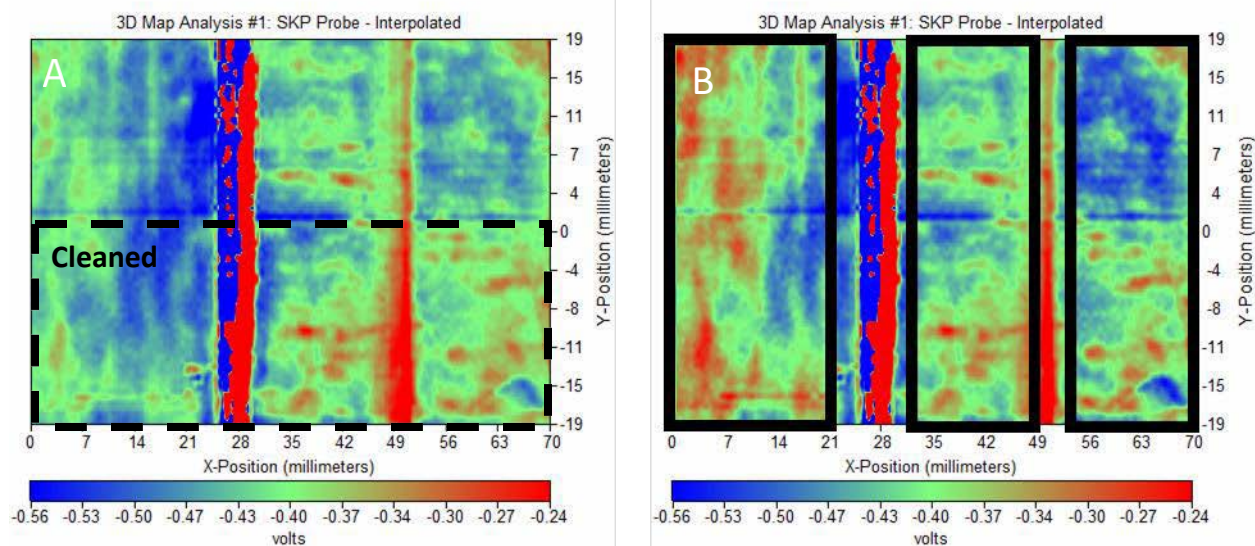 3D Map Analysis #1: SKP Probe - Interpolated
A
Cleaned
19
15
11
7
4
0
-4
-8
-11
-15
-19
Y-Position (millimeters)
0 7 14 21 28 35 42 49 56 63 70
X-Position (millimeters)
-0.56 -0.53 -0.50 -0.47 -0.43 -0.40 -0.37 -0.34 -0.30 -0.27 -0.24
volts
3D Map Analysis #1: SKP Probe - Interpolated
B
19
15
11
7
4
0
-4
-8
-11
-15
-19
Y-Position (millimeters)
0 7 14 21 28 35 42 49 56 63 70
X-Position (millimeters)
-0.56 -0.53 -0.50 -0.47 -0.43 -0.40 -0.37 -0.34 -0.30 -0.27 -0.24
volts